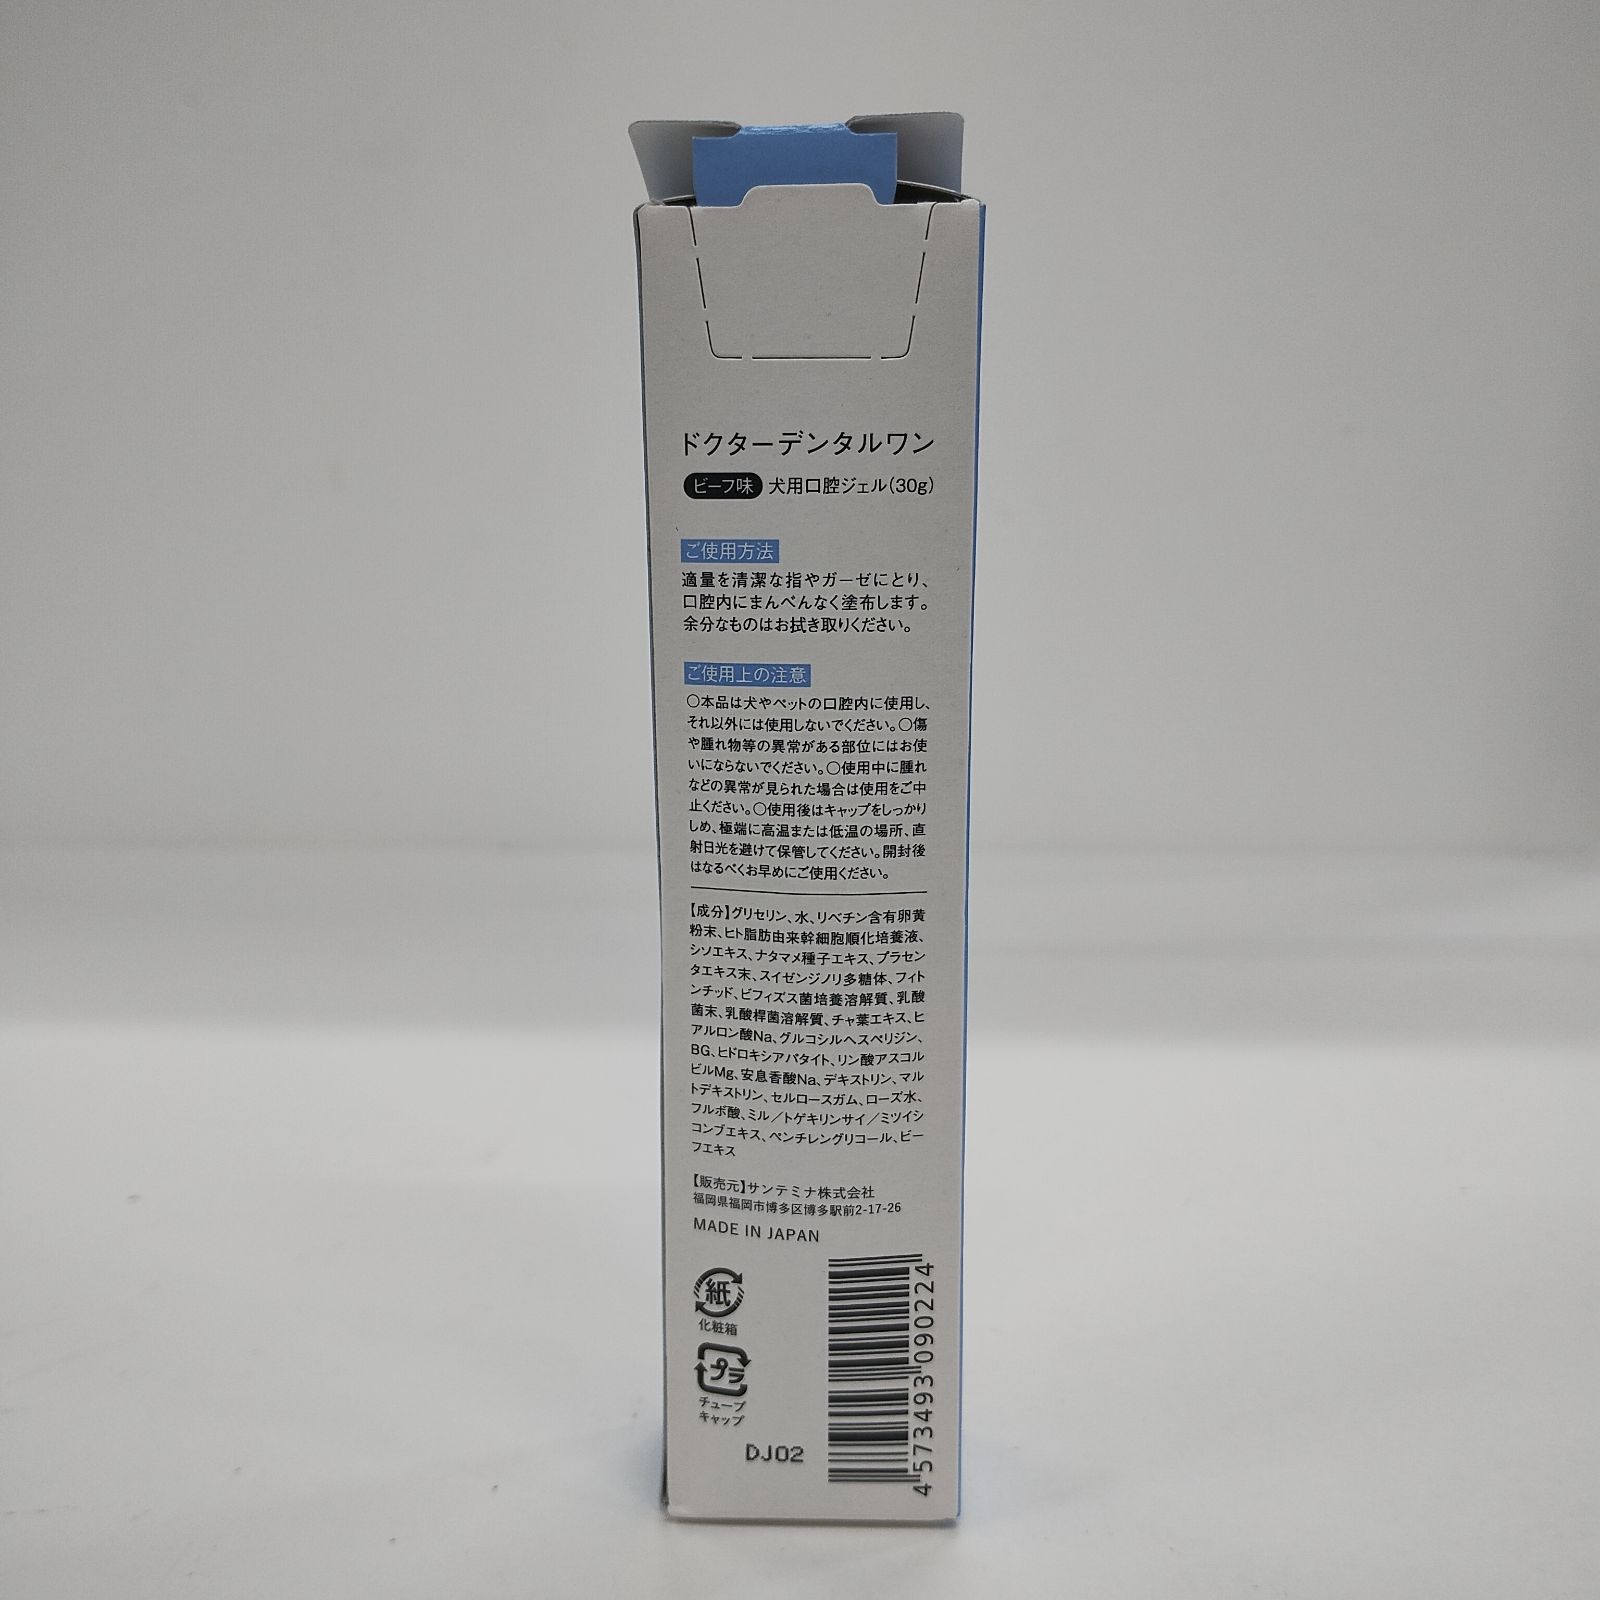 ドクターデンタルワン
ビーフ味 犬用口腔ジェル(30g)
ご使用方法
適量を清潔な指やガーゼにとり、
口腔内にまんべんなく塗布します。
余分なものはお拭き取りください。
ご使用上の注意
○本品は犬やペットの口腔内に使用し、
それ以外には使用しないでください。○傷
や腫れ物等の異常がある部位にはお使
いにならないでください。○使用中に腫れ
などの異常が見られた場合は使用をご中
止ください。○使用後はキャップをしっかり
しめ、極端に高温または低温の場所、直
射日光を避けて保管してください。開封後
はなるべくお早めにご使用ください。
【成分】グリセリン、水、リベチン含有卵黄
粉末、ヒト脂肪由来幹細胞順化培養液、
シソエキス、ナタマメ種子エキス、プラセン
タエキス末、スイゼンジノリ多糖体、フィト
ンチッド、ビフィズス菌培養溶解質、乳酸
菌末、乳酸桿菌溶解質、チャ葉エキス、ヒ
アルロン酸Na、グルコシルヘスペリジン、
BG、ヒドロキシアパタイト、リン酸アスコル
ビルMg、安息香酸Na、デキストリン、マル
トデキストリン、セルロースガム、ローズ水、
フルボ酸、ミル/トゲキリンサイ/ミツイシ
コンブエキス、ペンチレングリコール、ビー
フエキス
【販売元】サンテミナ株式会社
福岡県福岡市博多区博多駅前2-17-26
MADE IN JAPAN
紙
化粧箱
プラ
チューブ
キャップ
DJ02
4573493090224